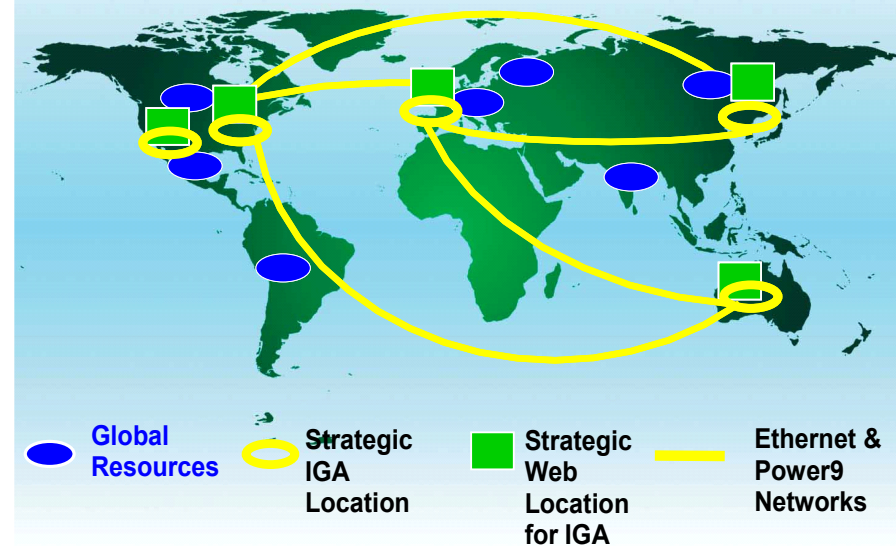 Global
Resources
Strategic
IGA
Location
Strategic
Web
Location
for IGA
Ethernet &
Power9
Networks